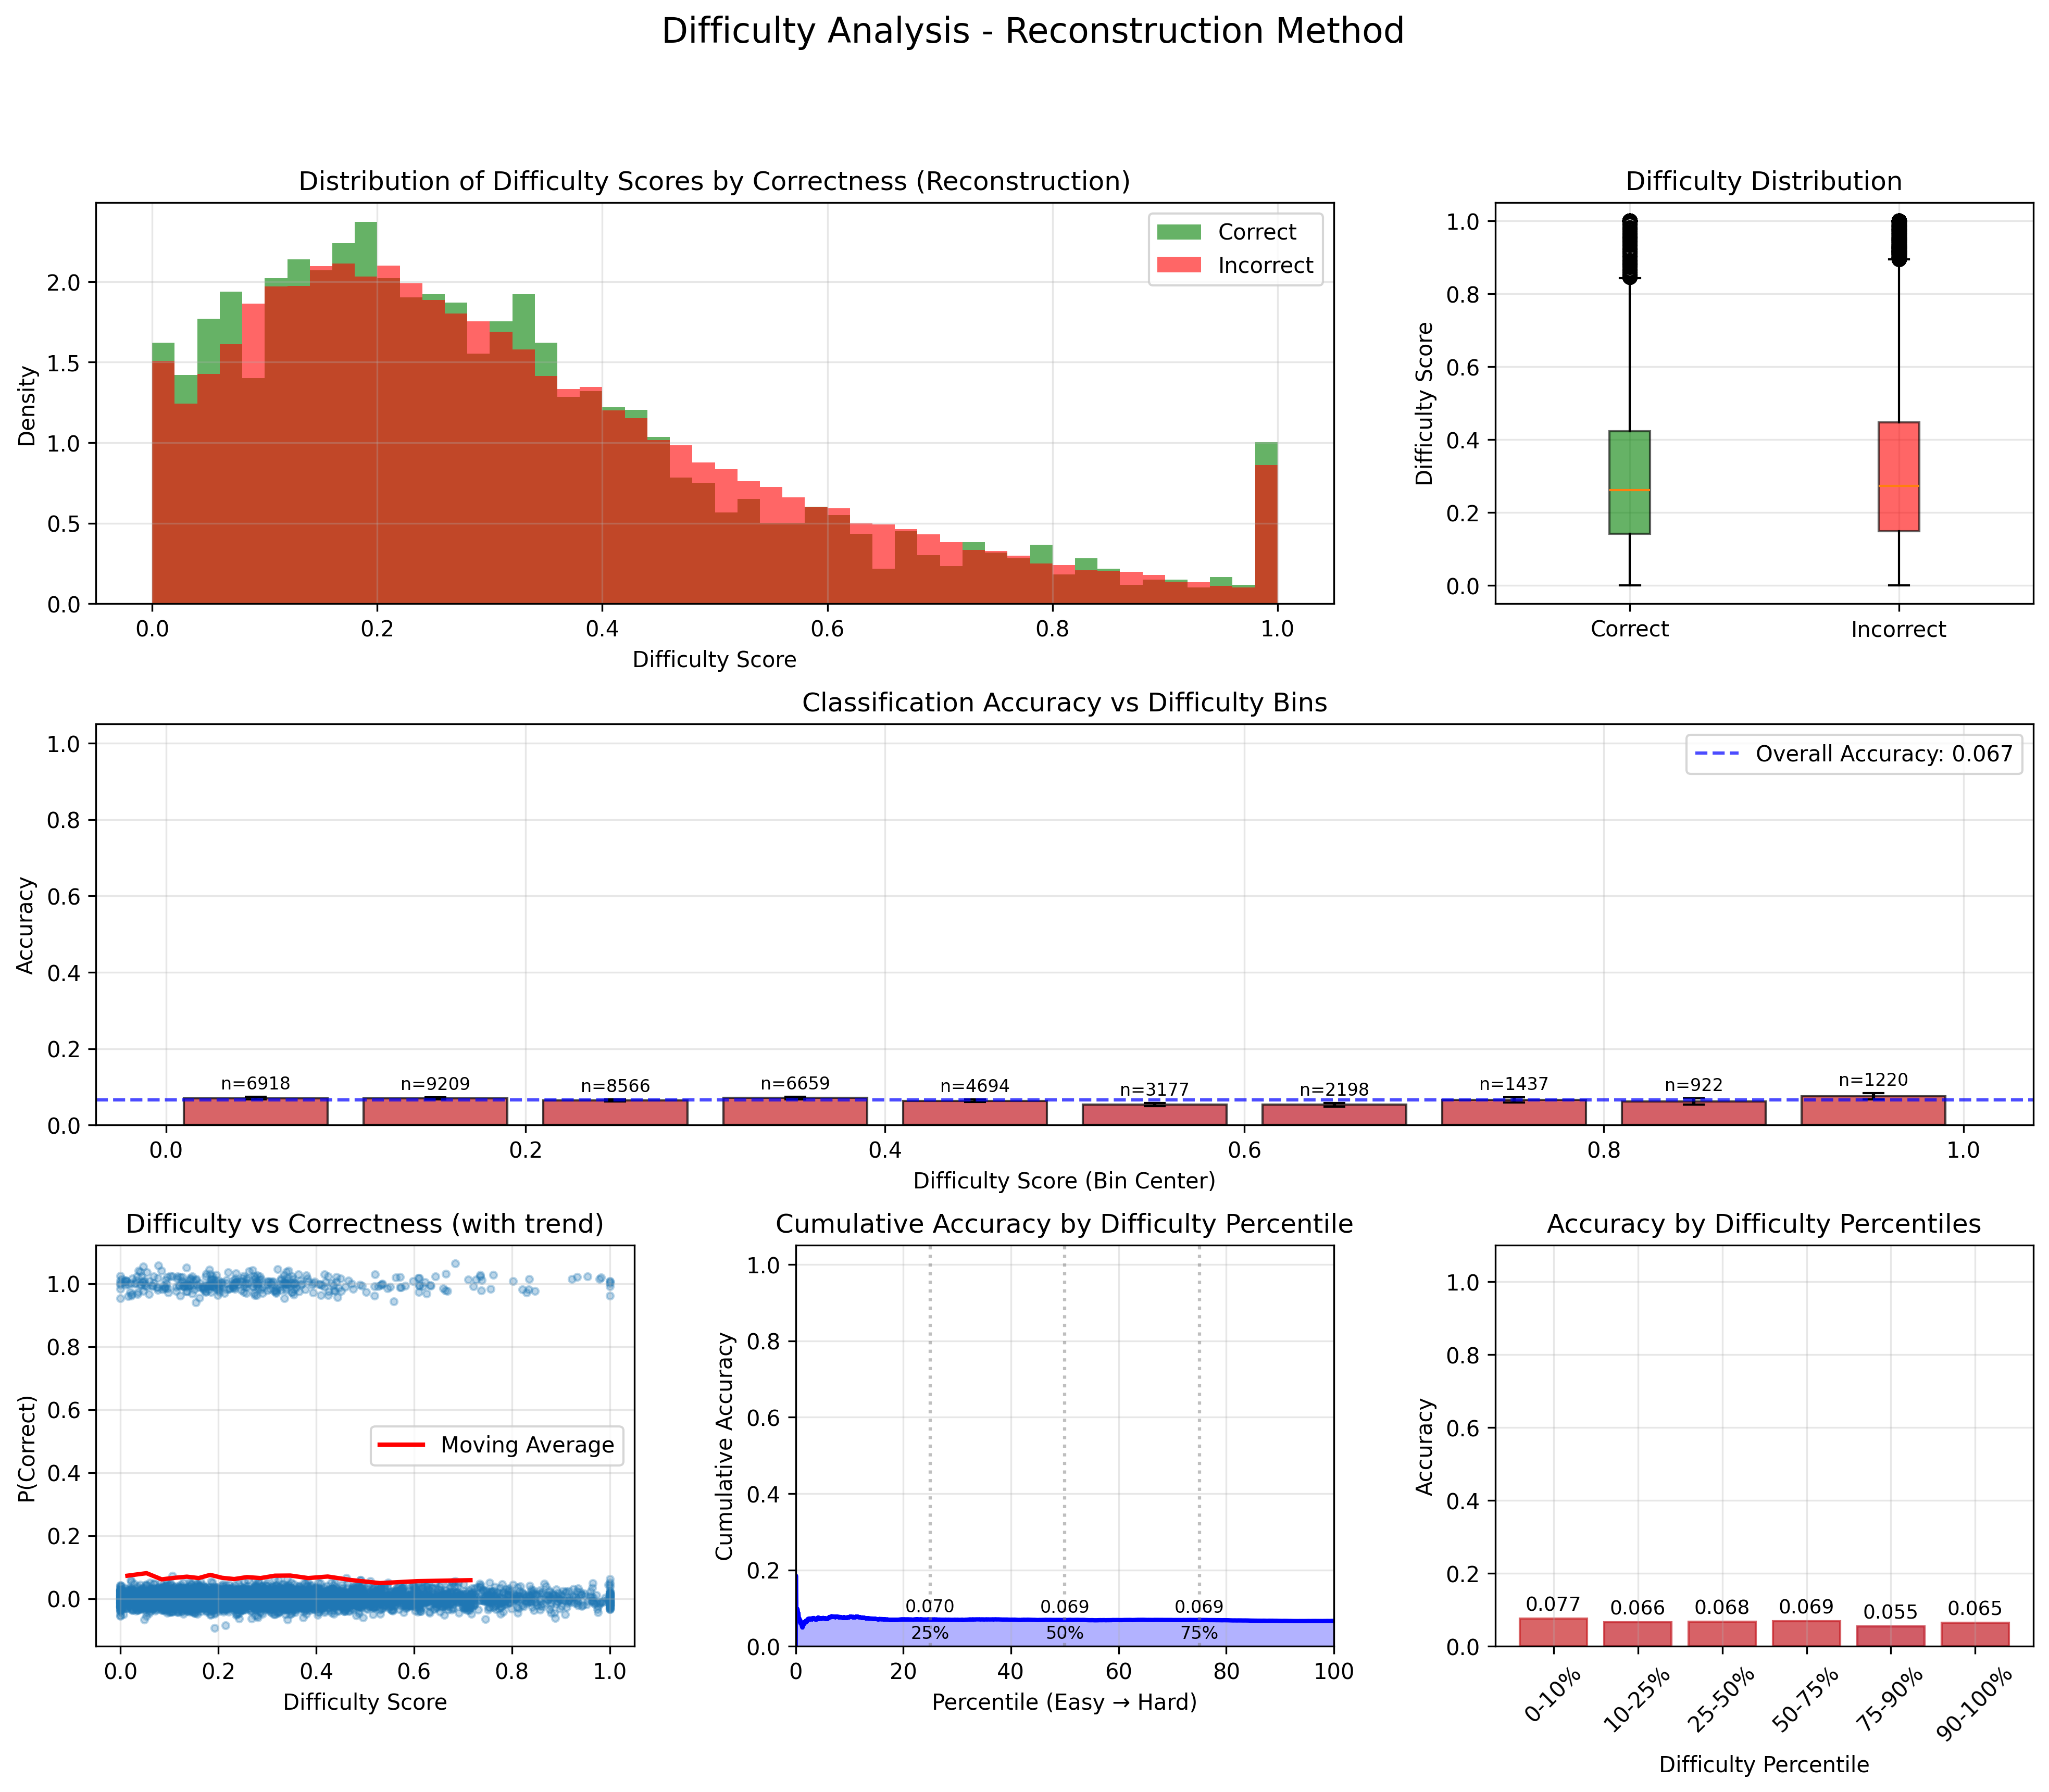 Difficulty Analysis - Reconstruction Method
Distribution of Difficulty Scores by Correctness (Reconstruction)
Density
2.0
1.5
1.0
0.5
0.0
Correct
Incorrect
0.0 0.2 0.4 0.6 0.8 1.0
Difficulty Score
Difficulty Distribution
Difficulty Score
1.0
0.8
0.6
0.4
0.2
0.0
Correct Incorrect
Classification Accuracy vs Difficulty Bins
Accuracy
1.0
0.8
0.6
0.4
0.2
0.0
Overall Accuracy: 0.067
n=6918 n=9209 n=8566 n=6659 n=4694 n=3177 n=2198 n=1437 n=922 n=1220
0.0 0.2 0.4 0.6 0.8 1.0
Difficulty Score (Bin Center)
Difficulty vs Correctness (with trend)
P(Correct)
1.0
0.8
0.6
0.4
0.2
0.0
Moving Average
0.0 0.2 0.4 0.6 0.8 1.0
Difficulty Score
Cumulative Accuracy by Difficulty Percentile
Cumulative Accuracy
1.0
0.8
0.6
0.4
0.2
0.0
0.070 0.069 0.069
25% 50% 75%
0 20 40 60 80 100
Percentile (Easy → Hard)
Accuracy by Difficulty Percentiles
Accuracy
1.0
0.8
0.6
0.4
0.2
0.0
0.077 0.066 0.068 0.069 0.055 0.065
0-10% 10-25% 25-50% 50-75% 75-90% 90-100%
Difficulty Percentile